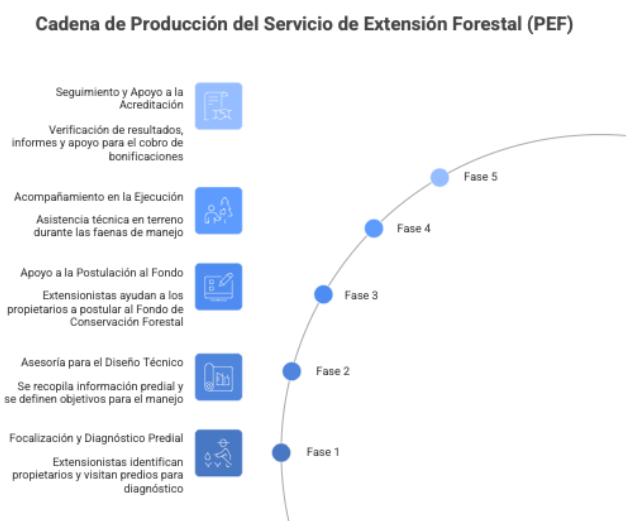 Cadena de Producción del Servicio de Extensión Forestal (PEF)
Seguimiento y Apoyo a la
Acreditación
Verificación de resultados,
informes y apoyo para el cobro de
bonificaciones
Fase 5
Acompañamiento en la Ejecución
Asistencia técnica en terreno
durante las faenas de manejo
Fase 4
Apoyo a la Postulación al Fondo
Extensionistas ayudan a los
propietarios a postular al Fondo de
Conservación Forestal
Fase 3
Asesoría para el Diseño Técnico
Se recopila información predial y
se definen objetivos para el manejo
Fase 2
Focalización y Diagnóstico Predial
Extensionistas identifican
propietarios y visitan predios para
diagnóstico
Fase 1